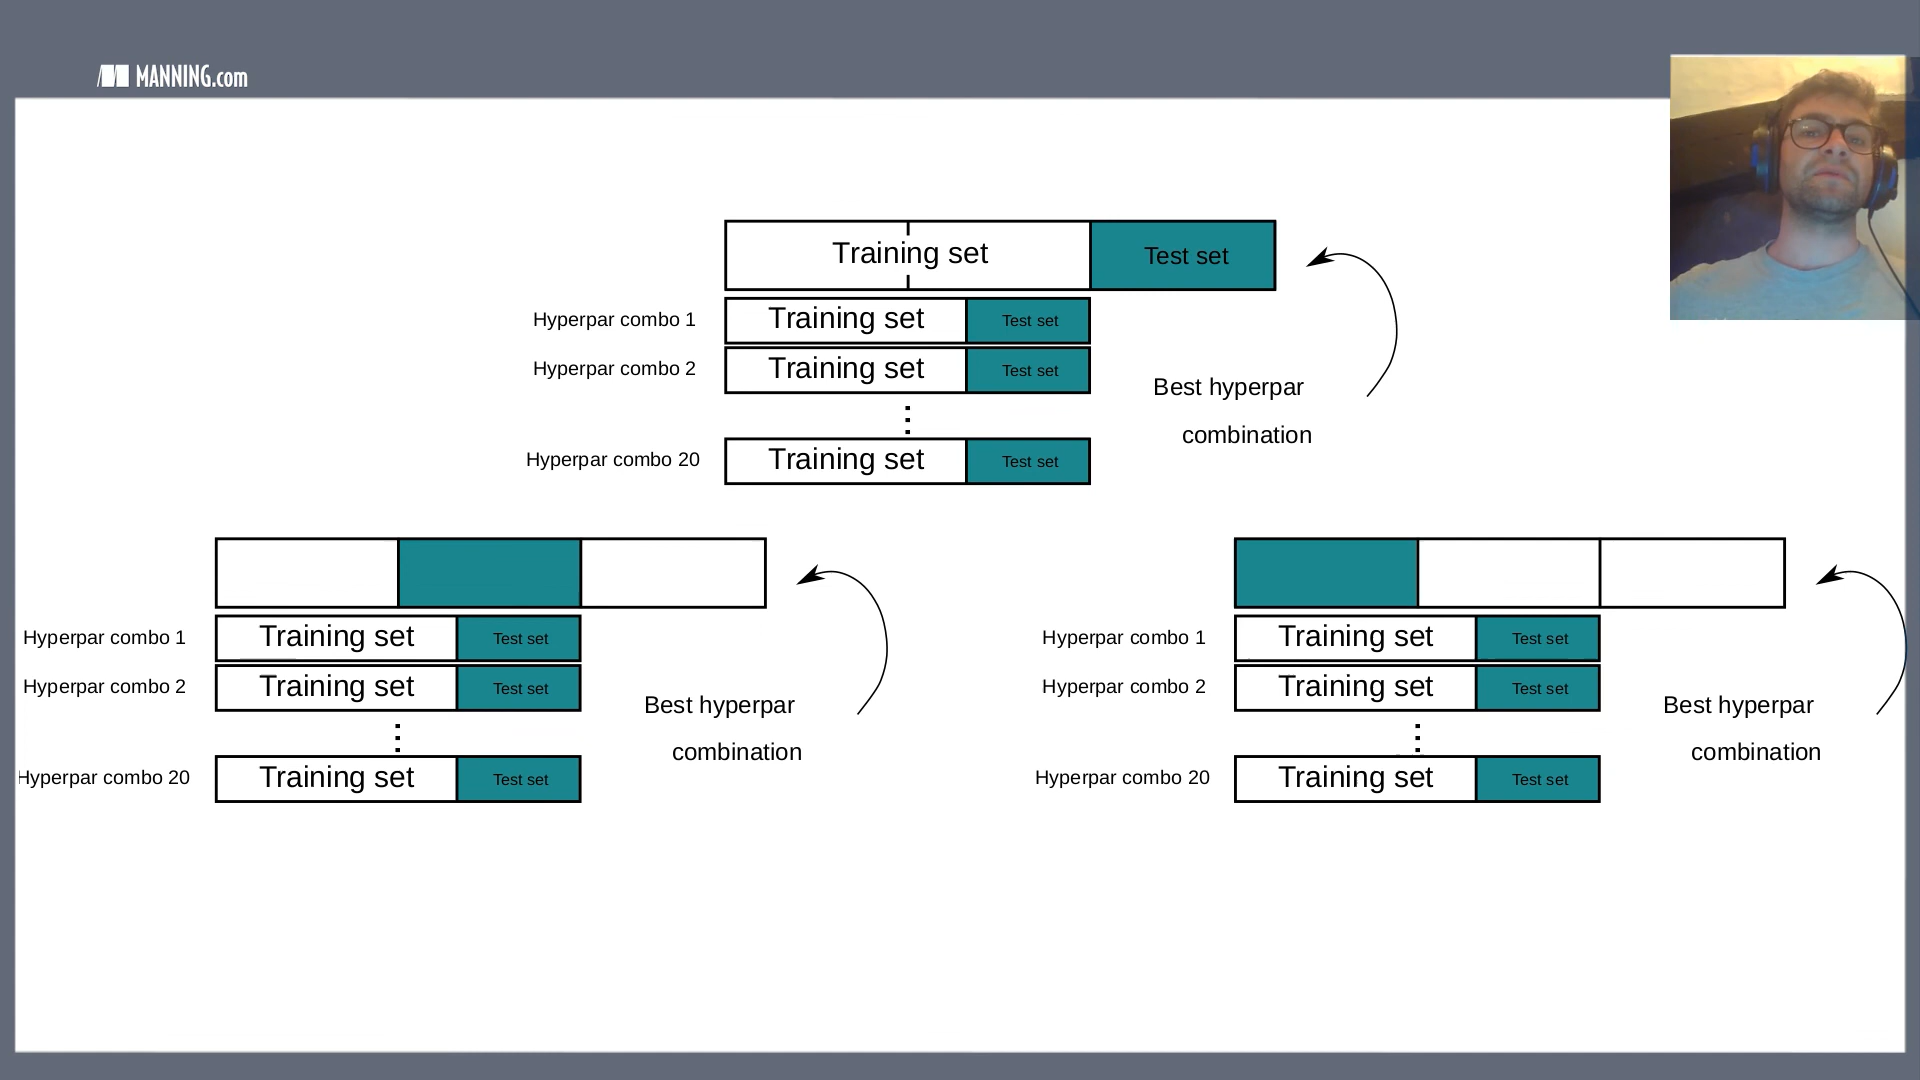 MANNING.com
Training set
Test set
Hyperpar combo 1
Training set
Test set
Hyperpar combo 2
Training set
Test set
Hyperpar combo 20
Training set
Test set
Best hyperpar
combination
Hyperpar combo 1
Training set
Test set
Hyperpar combo 2
Training set
Test set
Hyperpar combo 20
Training set
Test set
Best hyperpar
combination
Hyperpar combo 1
Training set
Test set
Hyperpar combo 2
Training set
Test set
Hyperpar combo 20
Training set
Test set
Best hyperpar
combination